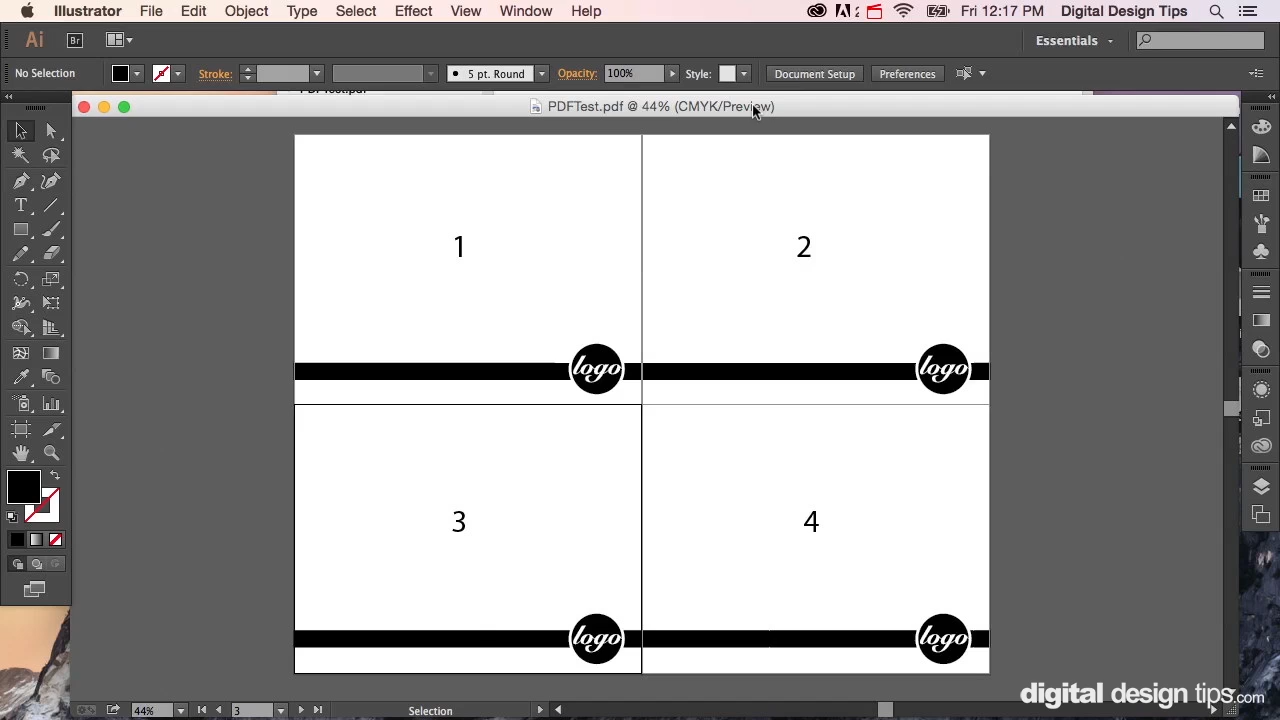 Illustrator File Edit Object Type Select Effect View Window Help Fri 12:17 PM Digital Design Tips
Ai Br Essentials
No Selection Stroke: 5 pt. Round Opacity: 100% Style: Document Setup Preferences
PDFTest.pdf @ 44% (CMYK/Preview)
1 2
logo logo
3 4
logo logo
digital design tips.com
44% 3 Selection